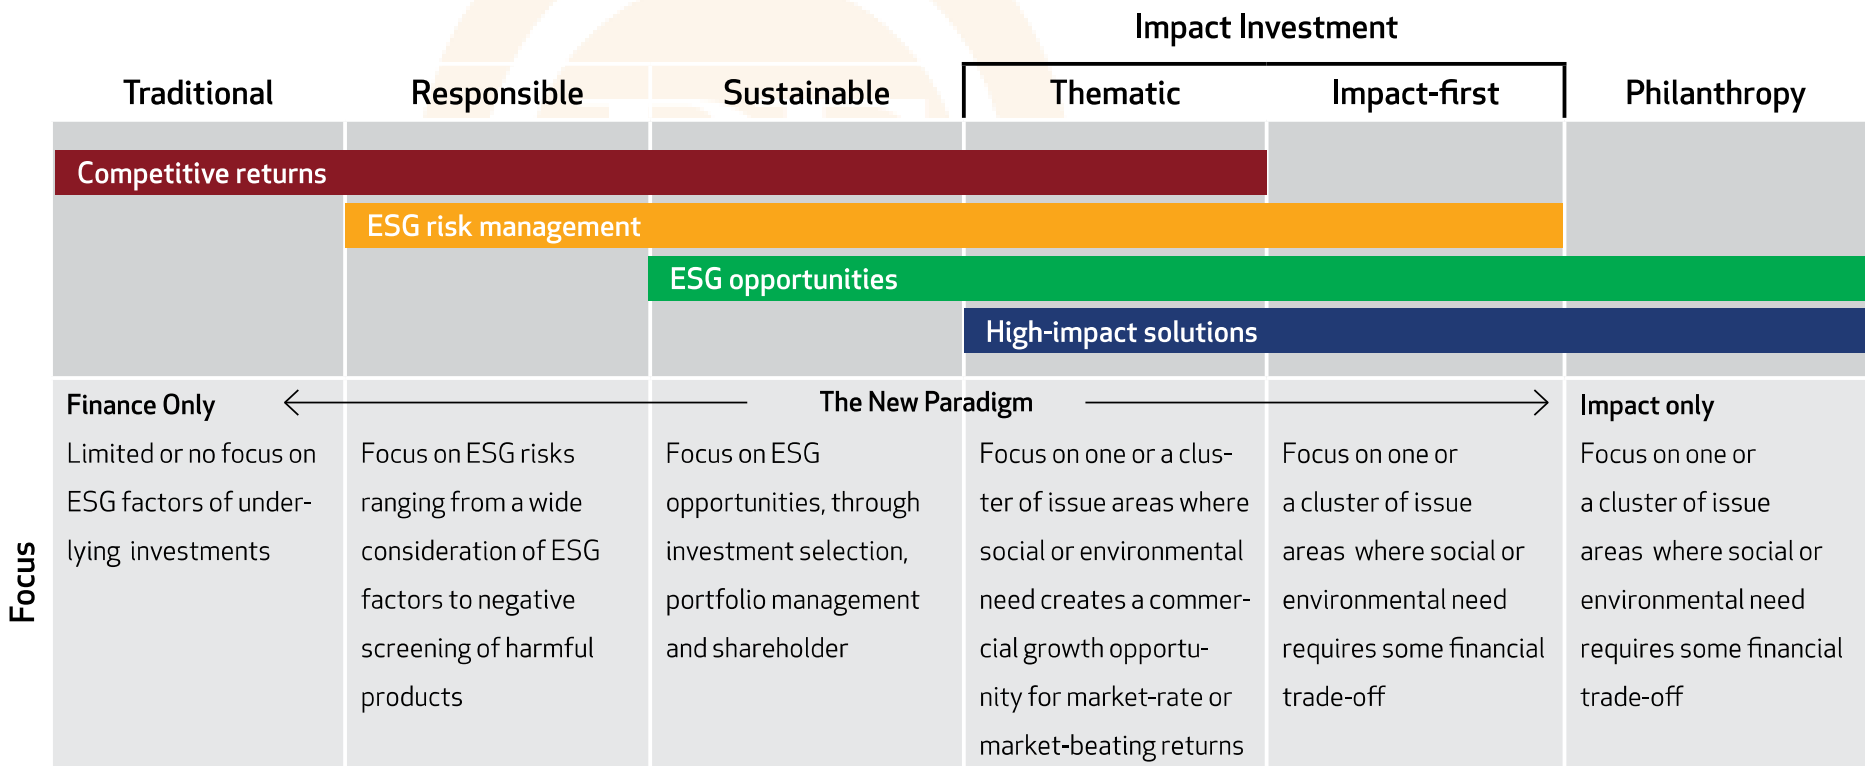 Impact Investment
Traditional
Responsible
Sustainable
Thematic
Impact-first
Philanthropy
Competitive returns
ESG risk management
ESG opportunities
High-impact solutions
Finance Only
The New Paradigm
Impact only
Focus
Limited or no focus on
ESG factors of under-
lying investments
Focus on ESG risks
ranging from a wide
consideration of ESG
factors to negative
screening of harmful
products
Focus on ESG
opportunities, through
investment selection,
portfolio management
and shareholder
Focus on one or a clus-
ter of issue areas where
social or environmental
need creates a commer-
cial growth opportu-
nity for market-rate or
market-beating returns
Focus on one or
a cluster of issue
areas where social or
environmental need
requires some financial
trade-off
Focus on one or
a cluster of issue
areas where social or
environmental need
requires some financial
trade-off